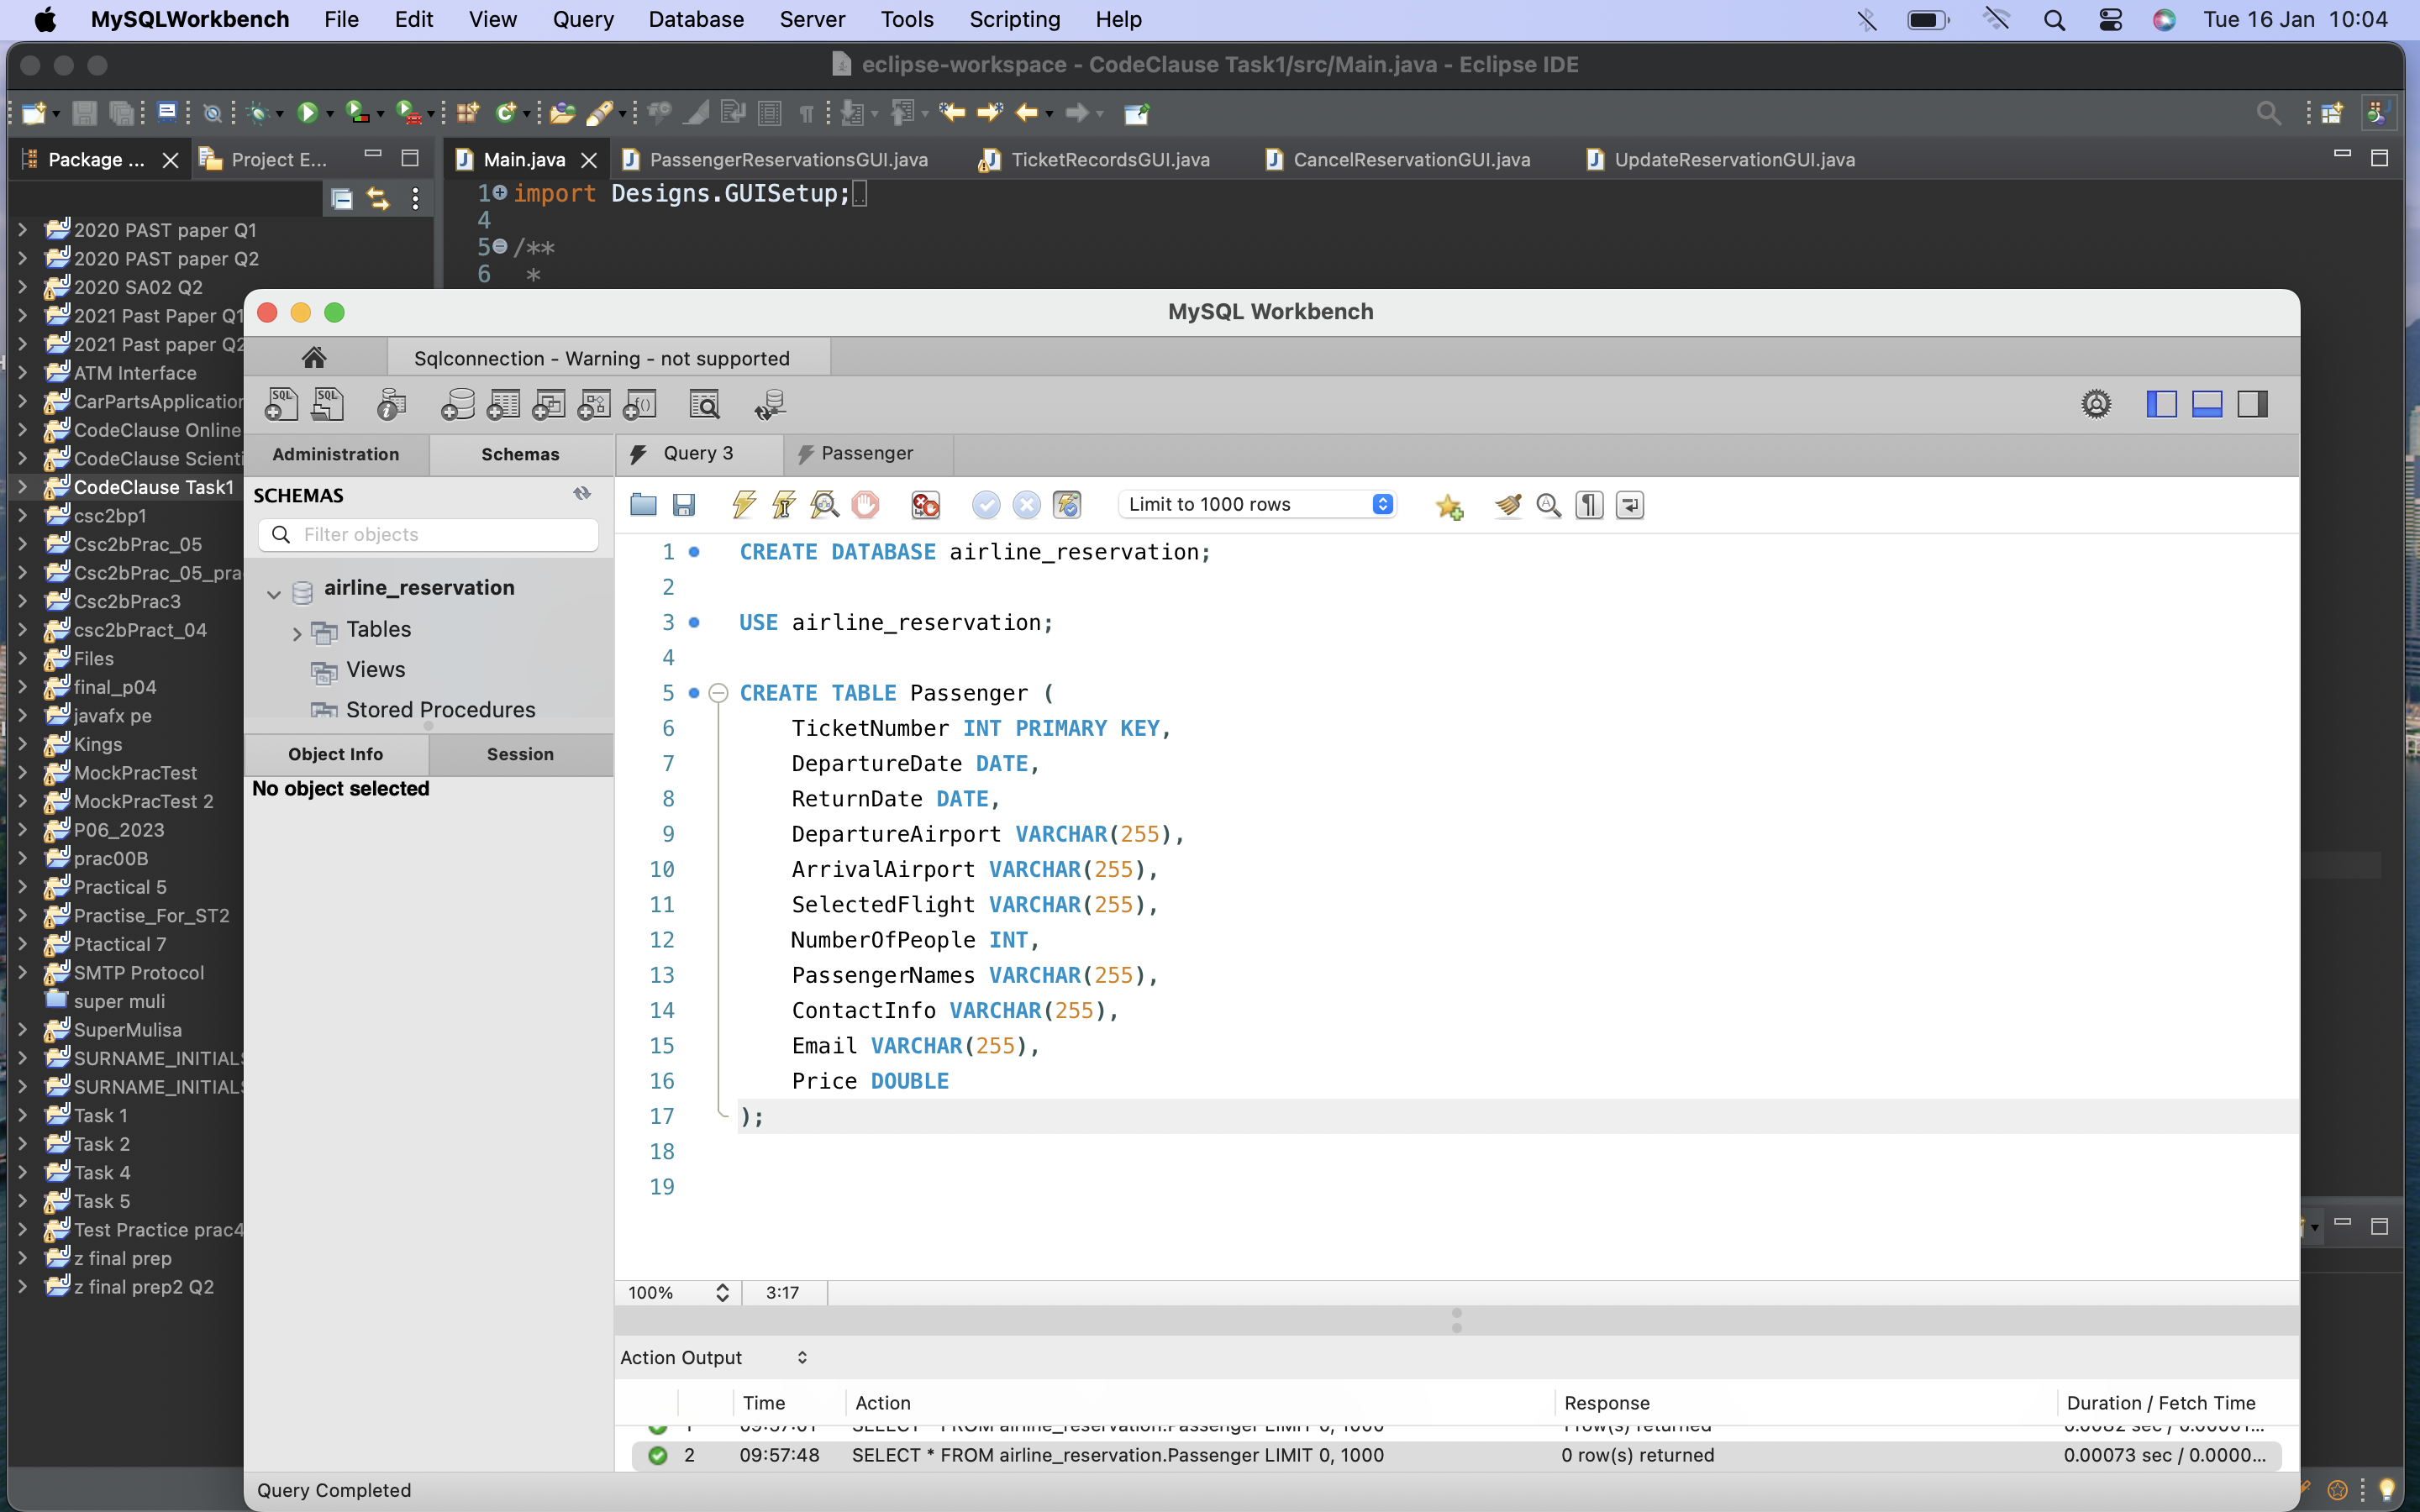 MySQLWorkbench File Edit View Query Database Server Tools Scripting Help Tue 16 Jan 10:04
eclipse-workspace - CodeClause Task1/src/Main.java - Eclipse IDE
Package ... Project E... Main.java PassengerReservationsGUI.java TicketRecordsGUI.java CancelReservationGUI.java UpdateReservationGUI.java
1 import Designs.GUISetup;
4
5 /**
6 *
2020 PAST paper Q1
2020 PAST paper Q2
2020 SA02 Q2
2021 Past Paper Q1
2021 Past paper Q2
ATM Interface
CarPartsApplication
CodeClause Online
CodeClause Scienti
CodeClause Task1
csc2bp1
Csc2bPrac_05
Csc2bPrac_05_pra
Csc2bPrac3
csc2bPract_04
Files
final_p04
javafx pe
Kings
MockPracTest
MockPracTest 2
P06_2023
prac00B
Practical 5
Practise_For_ST2
Ptactical 7
SMTP Protocol
super muli
SuperMulisa
SURNAME_INITIALS
SURNAME_INITIALS
Task 1
Task 2
Task 4
Task 5
Test Practice prac4
z final prep
z final prep2 Q2
MySQL Workbench
Sqlconnection - Warning - not supported
Administration Schemas
Query 3 Passenger
SCHEMAS
Filter objects
Limit to 1000 rows
airline_reservation
Tables
Views
Stored Procedures
Object Info Session
No object selected
1 CREATE DATABASE airline_reservation;
2
3 USE airline_reservation;
4
5 CREATE TABLE Passenger (
6 TicketNumber INT PRIMARY KEY,
7 DepartureDate DATE,
8 ReturnDate DATE,
9 DepartureAirport VARCHAR(255),
10 ArrivalAirport VARCHAR(255),
11 SelectedFlight VARCHAR(255),
12 NumberOfPeople INT,
13 PassengerNames VARCHAR(255),
14 ContactInfo VARCHAR(255),
15 Email VARCHAR(255),
16 Price DOUBLE
17 );
18
19
100% 3:17
Action Output
Time Action Response Duration / Fetch Time
1 09:57:01 SELECT * FROM airline_reservation.Passenger LIMIT 0, 1000 1 row(s) returned
2 09:57:48 SELECT * FROM airline_reservation.Passenger LIMIT 0, 1000 0 row(s) returned 0.00073 sec / 0.0000...
Query Completed